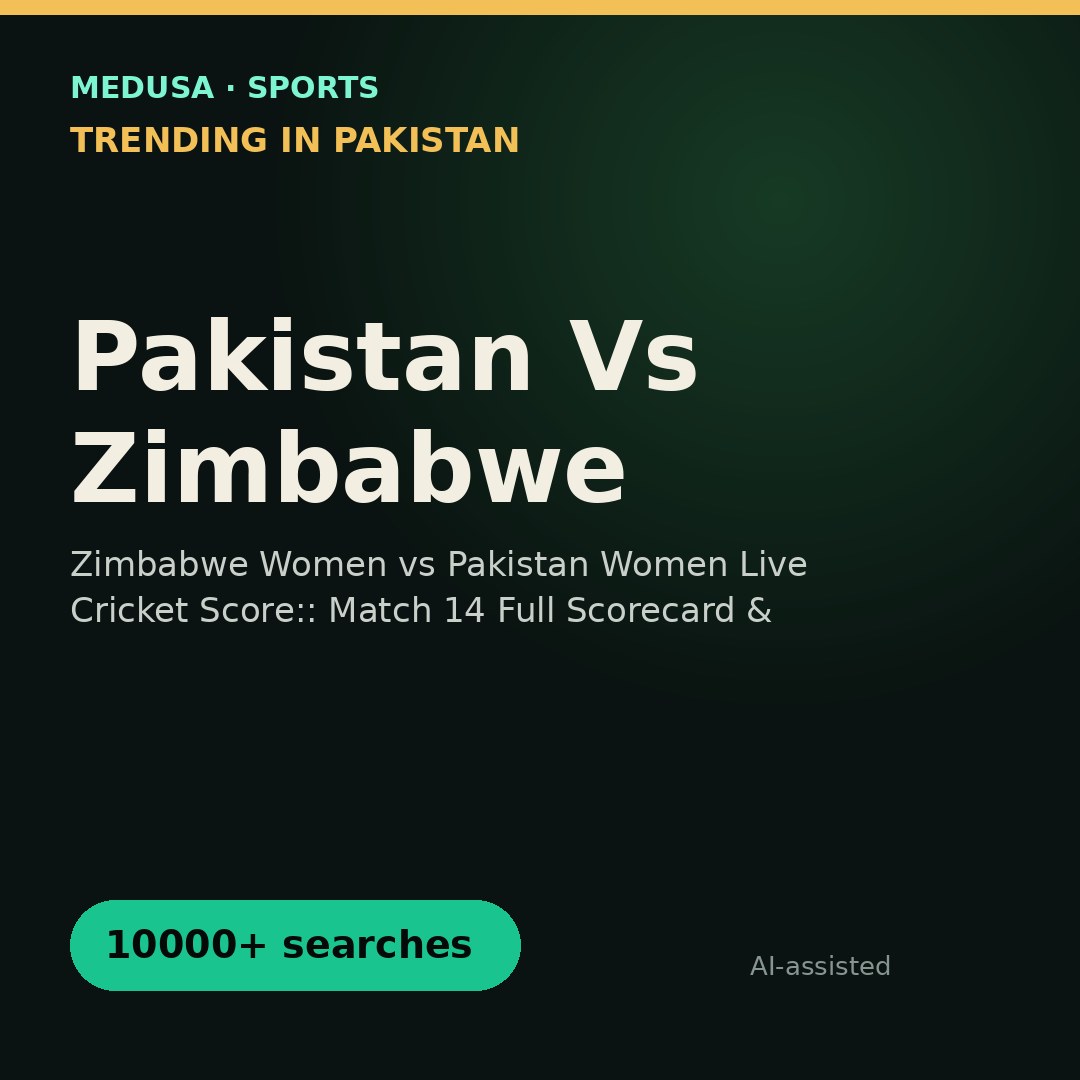 MEDUSA · SPORTS
TRENDING IN PAKISTAN
Pakistan Vs
Zimbabwe
Zimbabwe Women vs Pakistan Women Live
Cricket Score:: Match 14 Full Scorecard &
10000+ searches
AI-assisted